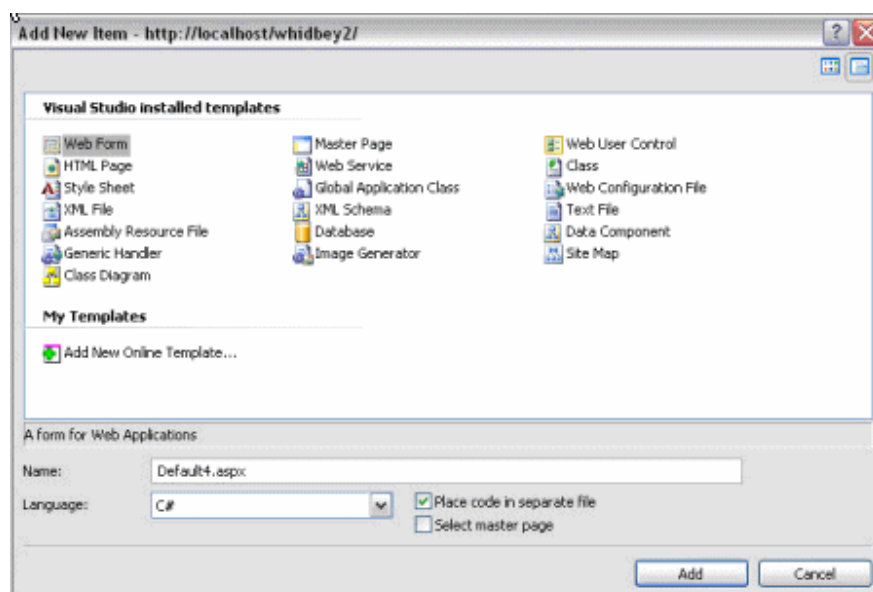 Add New Item - http://localhost/whidbey2/
Visual Studio installed templates
Web Form
Master Page
Web User Control
HTML Page
Web Service
Class
Style Sheet
Global Application Class
Web Configuration File
XML File
XML Schema
Text File
Assembly Resource File
Database
Data Component
Generic Handler
Image Generator
Site Map
Class Diagram
My Templates
Add New Online Template...
A form for Web Applications
Name:
Default4.aspx
Language:
C#
Place code in separate file
Select master page
Add
Cancel